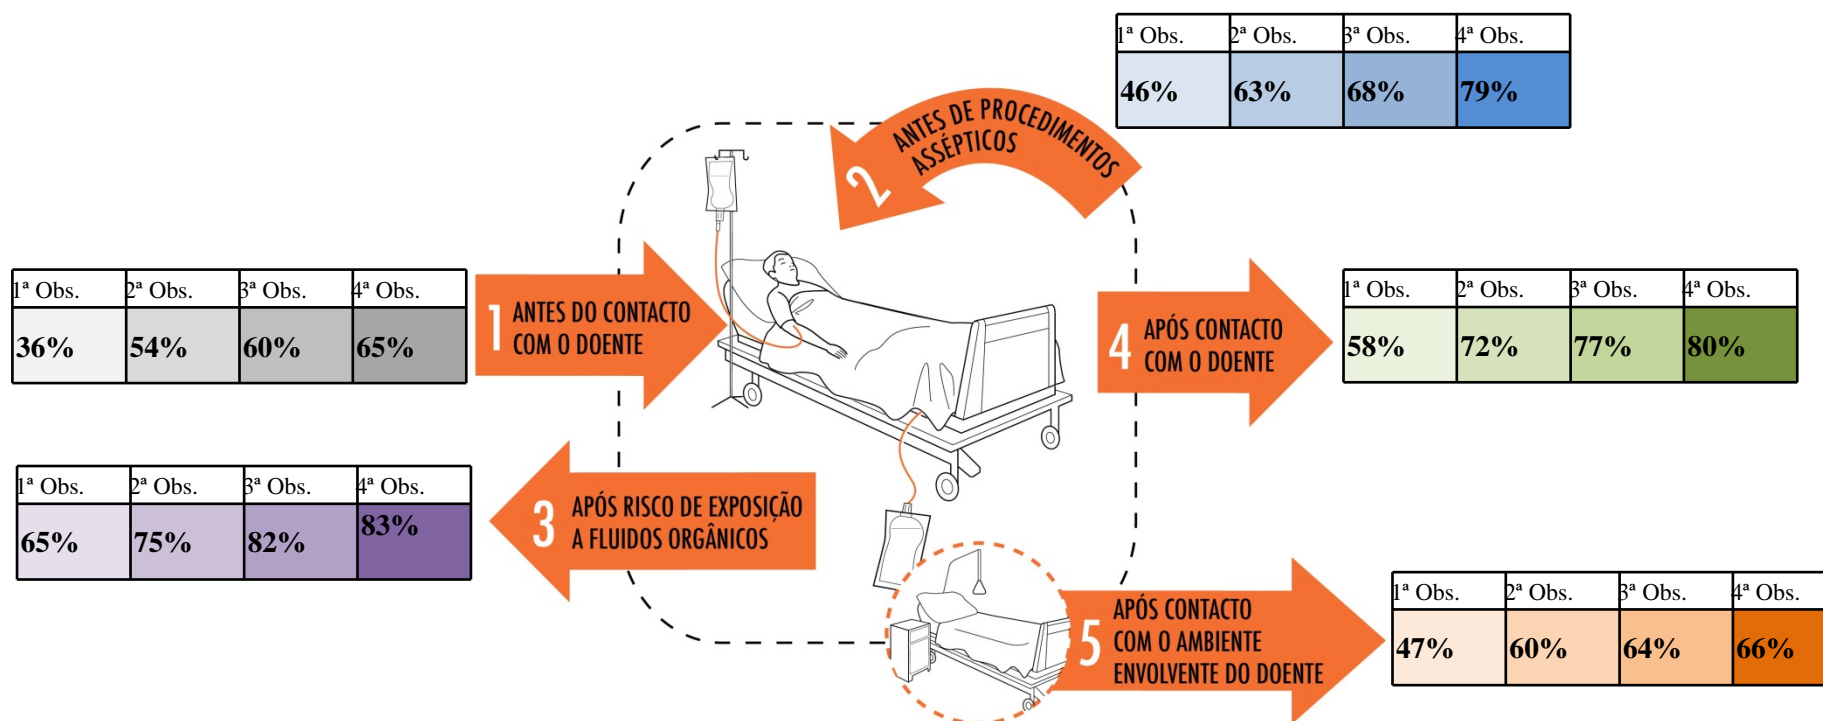 1ª Obs. 2ª Obs. 3ª Obs. 4ª Obs.
46% 63% 68% 79%
2 ANTES DE PROCEDIMENTOS
ASSÉPTICOS
1ª Obs. 2ª Obs. 3ª Obs. 4ª Obs.
36% 54% 60% 65%
1 ANTES DO CONTACTO
COM O DOENTE
4 APÓS CONTACTO
COM O DOENTE
1ª Obs. 2ª Obs. 3ª Obs. 4ª Obs.
58% 72% 77% 80%
1ª Obs. 2ª Obs. 3ª Obs. 4ª Obs.
65% 75% 82% 83%
3 APÓS RISCO DE EXPOSIÇÃO
A FLUIDOS ORGÂNICOS
5 APÓS CONTACTO
COM O AMBIENTE
ENVOLVENTE DO DOENTE
1ª Obs. 2ª Obs. 3ª Obs. 4ª Obs.
47% 60% 64% 66%